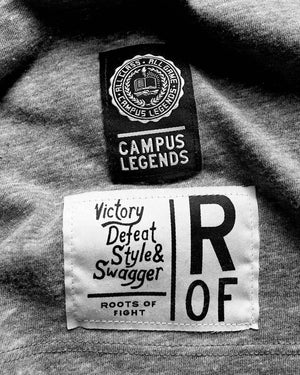 ALL CLASS • ALL GAME
CAMPUS LEGENDS
CAMPUS
LEGENDS
Victory
Defeat
Style &
Swagger
ROOTS OF
FIGHT
R
OF